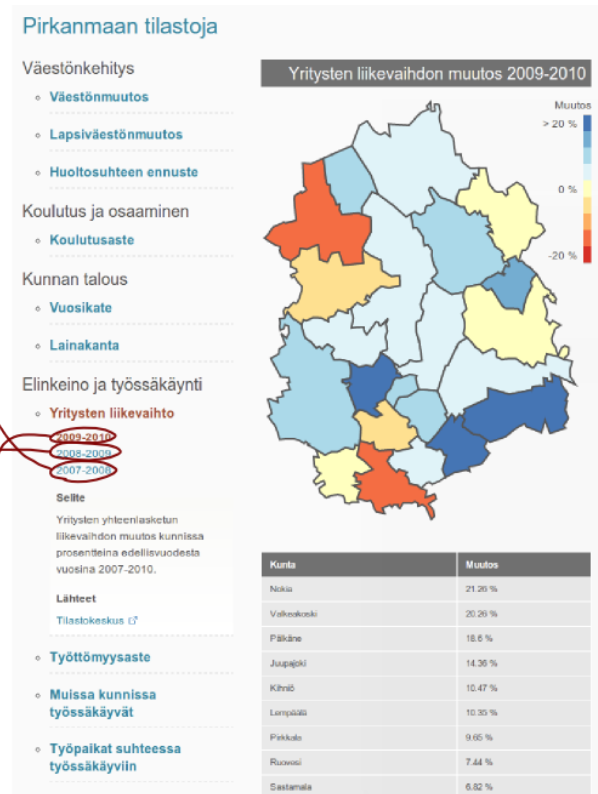 Pirkanmaan tilastoja
Väestönkehitys
Väestönmuutos
Lapsiväestönmuutos
Huoltosuhteen ennuste
Koulutus ja osaaminen
Koulutusaste
Kunnan talous
Vuosikate
Lainakanta
Elinkeino ja työssäkäynti
Yritysten liikevaihto
2009-2010
2008-2009
2007-2008
Selite
Yritysten yhteenlasketun
liikevaihdon muutos kunnissa
prosentteina edellisvuodesta
vuosina 2007-2010.
Lähteet
Tilastokeskus
Työttömyysaste
Muissa kunnissa
työssäkäyvät
Työpaikat suhteessa
työssäkäyviin
Yritysten liikevaihdon muutos 2009-2010
Muutos
> 20 %
0 %
-20 %
Kunta Muutos
Nokia 21.26 %
Valkeakoski 20.26 %
Pälkäne 18.6 %
Juupajoki 14.36 %
Kihniö 10.47 %
Lempäälä 10.35 %
Pirkkala 9.65 %
Ruovesi 7.44 %
Sastamala 6.82 %